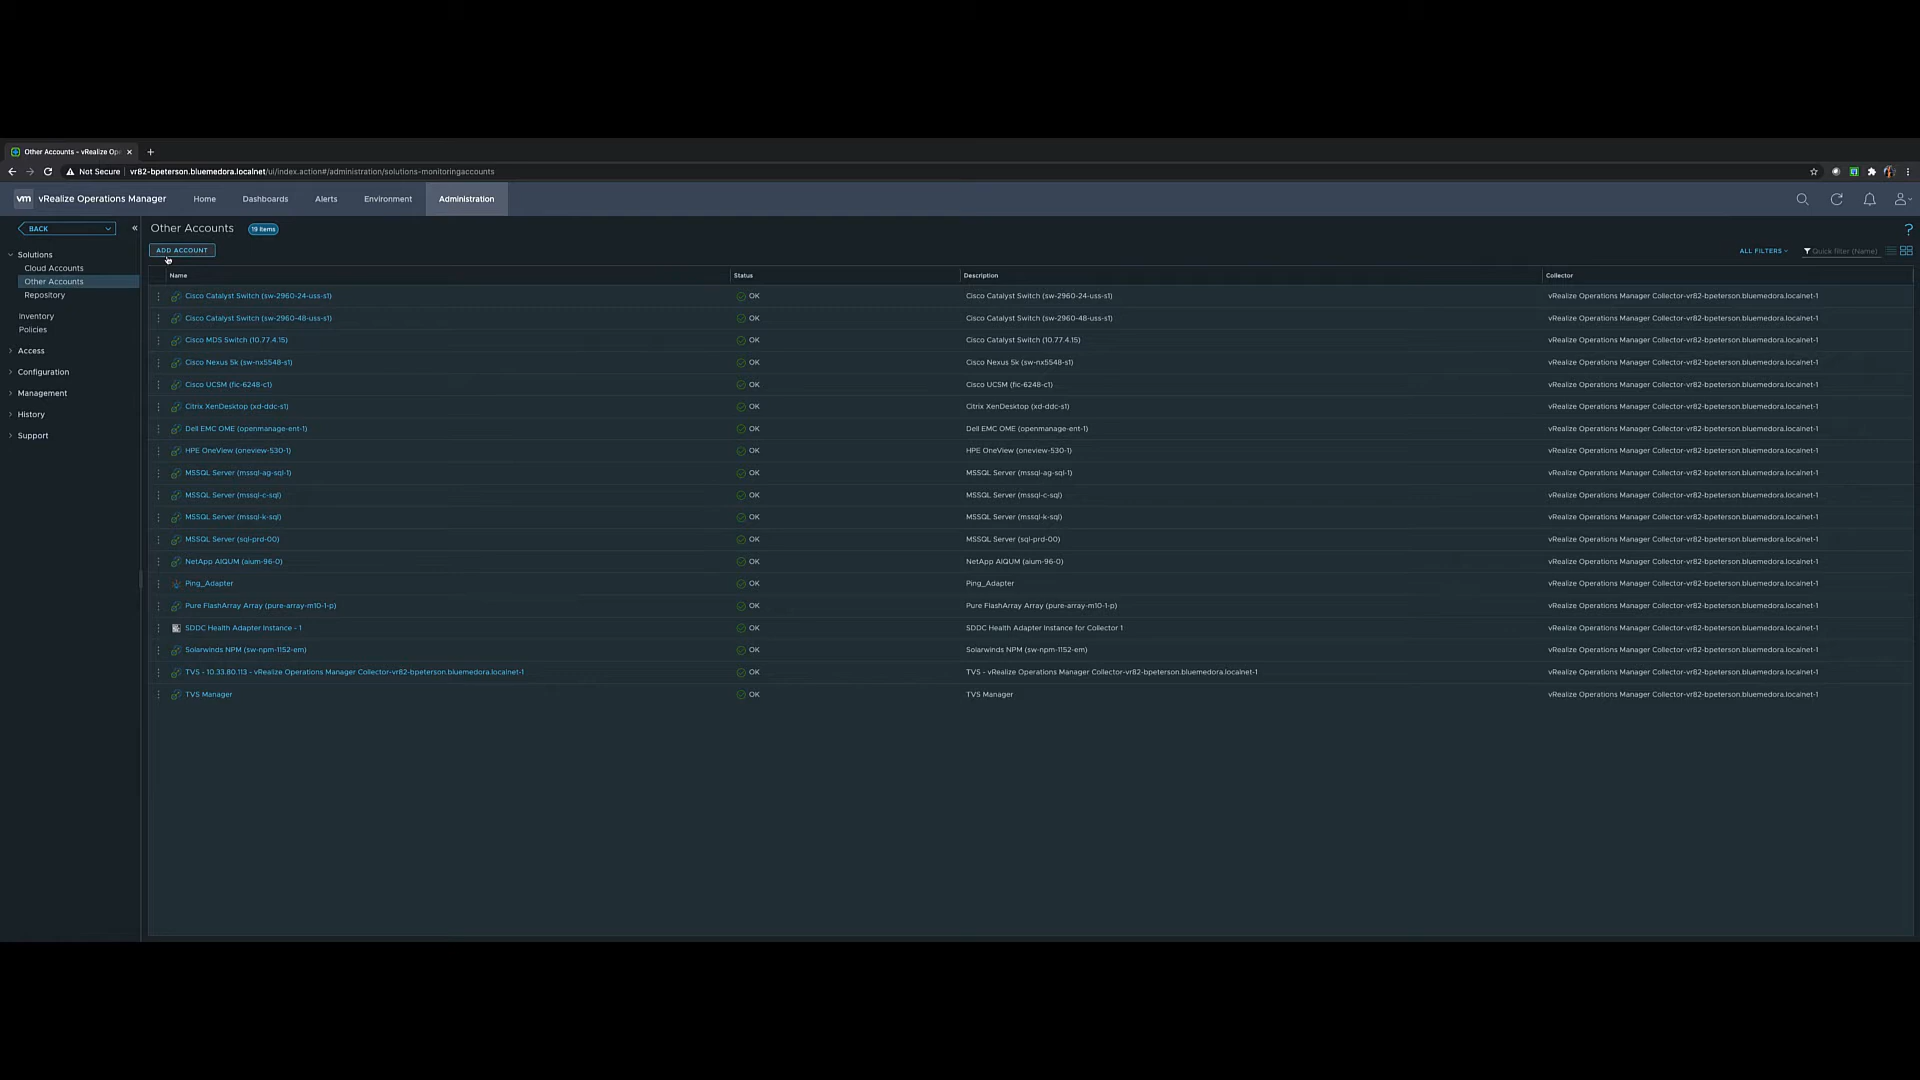 Other Accounts - vRealize Ope
Not Secure vr82-bpeterson.bluemedora.localnet/ui/index.action#/administration/solutions-monitoringaccounts
vm vRealize Operations Manager Home Dashboards Alerts Environment Administration
BACK
Solutions
Cloud Accounts
Other Accounts
Repository
Inventory
Policies
Access
Configuration
Management
History
Support
Other Accounts 19 items
ADD ACCOUNT
ALL FILTERS Quick filter (Name)
Name Status Description Collector
Cisco Catalyst Switch (sw-2960-24-uss-s1) OK Cisco Catalyst Switch (sw-2960-24-uss-s1) vRealize Operations Manager Collector-vr82-bpeterson.bluemedora.localnet-1
Cisco Catalyst Switch (sw-2960-48-uss-s1) OK Cisco Catalyst Switch (sw-2960-48-uss-s1) vRealize Operations Manager Collector-vr82-bpeterson.bluemedora.localnet-1
Cisco MDS Switch (10.77.4.15) OK Cisco Catalyst Switch (10.77.4.15) vRealize Operations Manager Collector-vr82-bpeterson.bluemedora.localnet-1
Cisco Nexus 5k (sw-nx5548-s1) OK Cisco Nexus 5k (sw-nx5548-s1) vRealize Operations Manager Collector-vr82-bpeterson.bluemedora.localnet-1
Cisco UCSM (fic-6248-c1) OK Cisco UCSM (fic-6248-c1) vRealize Operations Manager Collector-vr82-bpeterson.bluemedora.localnet-1
Citrix XenDesktop (xd-ddc-s1) OK Citrix XenDesktop (xd-ddc-s1) vRealize Operations Manager Collector-vr82-bpeterson.bluemedora.localnet-1
Dell EMC OME (openmanage-ent-1) OK Dell EMC OME (openmanage-ent-1) vRealize Operations Manager Collector-vr82-bpeterson.bluemedora.localnet-1
HPE OneView (oneview-530-1) OK HPE OneView (oneview-530-1) vRealize Operations Manager Collector-vr82-bpeterson.bluemedora.localnet-1
MSSQL Server (mssql-ag-sql-1) OK MSSQL Server (mssql-ag-sql-1) vRealize Operations Manager Collector-vr82-bpeterson.bluemedora.localnet-1
MSSQL Server (mssql-c-sql) OK MSSQL Server (mssql-c-sql) vRealize Operations Manager Collector-vr82-bpeterson.bluemedora.localnet-1
MSSQL Server (mssql-k-sql) OK MSSQL Server (mssql-k-sql) vRealize Operations Manager Collector-vr82-bpeterson.bluemedora.localnet-1
MSSQL Server (sql-prd-00) OK MSSQL Server (sql-prd-00) vRealize Operations Manager Collector-vr82-bpeterson.bluemedora.localnet-1
NetApp AIQUM (aium-96-0) OK NetApp AIQUM (aium-96-0) vRealize Operations Manager Collector-vr82-bpeterson.bluemedora.localnet-1
Ping_Adapter OK Ping_Adapter vRealize Operations Manager Collector-vr82-bpeterson.bluemedora.localnet-1
Pure FlashArray Array (pure-array-m10-1-p) OK Pure FlashArray Array (pure-array-m10-1-p) vRealize Operations Manager Collector-vr82-bpeterson.bluemedora.localnet-1
SDDC Health Adapter Instance - 1 OK SDDC Health Adapter Instance for Collector 1 vRealize Operations Manager Collector-vr82-bpeterson.bluemedora.localnet-1
Solarwinds NPM (sw-npm-1152-em) OK Solarwinds NPM (sw-npm-1152-em) vRealize Operations Manager Collector-vr82-bpeterson.bluemedora.localnet-1
TVS - 10.33.80.113 - vRealize Operations Manager Collector-vr82-bpeterson.bluemedora.localnet-1 OK TVS - vRealize Operations Manager Collector-vr82-bpeterson.bluemedora.localnet-1 vRealize Operations Manager Collector-vr82-bpeterson.bluemedora.localnet-1
TVS Manager OK TVS Manager vRealize Operations Manager Collector-vr82-bpeterson.bluemedora.localnet-1